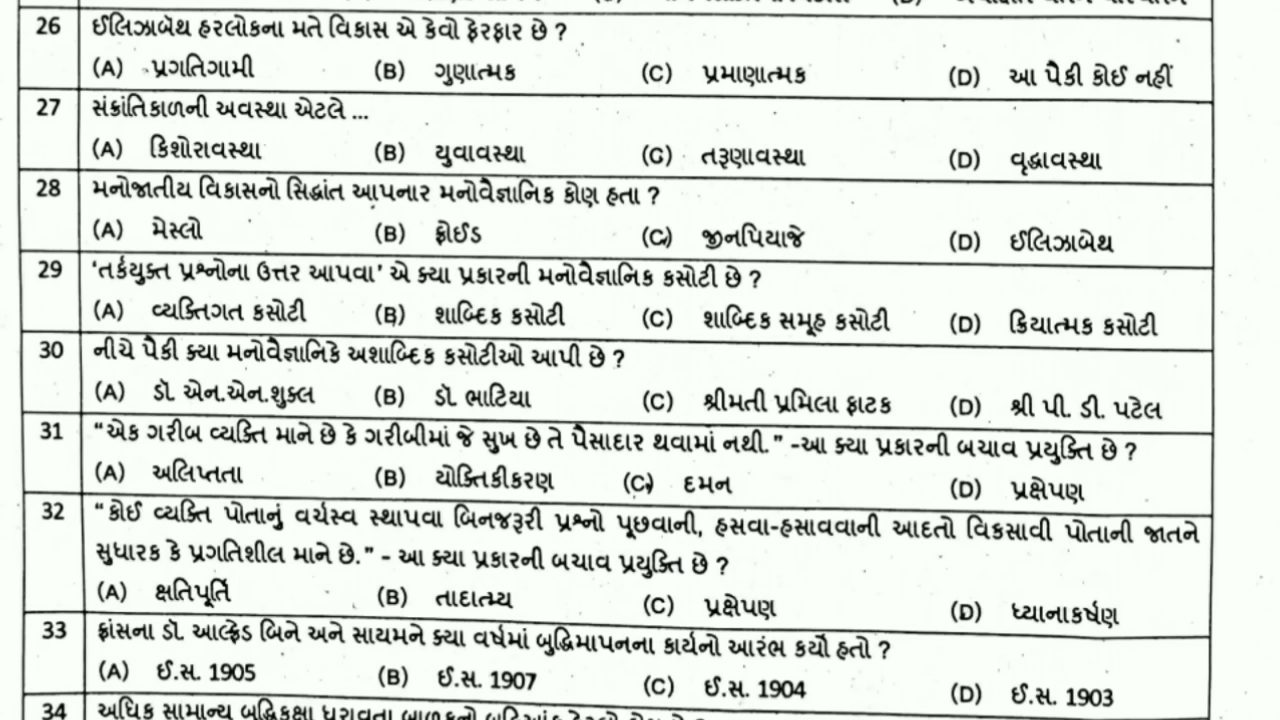 26 ઈલિઝાબેથ હરલોકના મતે વિકાસ એ કેવો ફેરફાર છે ?
(A) પ્રગતિગામી (B) ગુણાત્મક (C) પ્રમાણાત્મક (D) આ પૈકી કોઈ નહીં
27 સંક્રાંતિકાળની અવસ્થા એટલે ...
(A) કિશોરાવસ્થા (B) યુવાવસ્થા (C) તરૂણાવસ્થા (D) વૃદ્ધાવસ્થા
28 મનોજાતીય વિકાસનો સિદ્ધાંત આપનાર મનોવૈજ્ઞાનિક કોણ હતા ?
(A) મેસ્લો (B) ફ્રોઈડ (C) જીનપિયાજે (D) ઈલિઝાબેથ
29 ‘તર્કયુક્ત પ્રશ્નોના ઉત્તર આપવા’ એ ક્યા પ્રકારની મનોવૈજ્ઞાનિક કસોટી છે ?
(A) વ્યક્તિગત કસોટી (B) શાબ્દિક કસોટી (C) શાબ્દિક સમૂહ કસોટી (D) ક્રિયાત્મક કસોટી
30 નીચે પૈકી ક્યા મનોવૈજ્ઞાનિકે અશાબ્દિક કસોટીઓ આપી છે ?
(A) ડૉ. એન.એન.શુક્લ (B) ડૉ. ભાટિયા (C) શ્રીમતી પ્રમિલા ફાટક (D) શ્રી પી. ડી. પટેલ
31 “એક ગરીબ વ્યક્તિ માને છે કે ગરીબીમાં જે સુખ છે તે પૈસાદાર થવામાં નથી.” -આ ક્યા પ્રકારની બચાવ પ્રયુક્તિ છે ?
(A) અલિપ્તતા (B) યોક્તિકીકરણ (C) દમન (D) પ્રક્ષેપણ
32 “કોઈ વ્યક્તિ પોતાનું વર્ચસ્વ સ્થાપવા બિનજરૂરી પ્રશ્નો પૂછવાની, હસવા-હસાવવાની આદતો વિકસાવી પોતાની જાતને
સુધારક કે પ્રગતિશીલ માને છે.” - આ ક્યા પ્રકારની બચાવ પ્રયુક્તિ છે ?
(A) ક્ષતિપૂર્તિ (B) તાદાત્મ્ય (C) પ્રક્ષેપણ (D) ધ્યાનાકર્ષણ
33 ફ્રાંસના ડૉ. આલ્ફ્રેડ બિને અને સાયમને ક્યા વર્ષમાં બુદ્ધિમાપનના કાર્યનો આરંભ કર્યો હતો ?
(A) ઈ.સ. 1905 (B) ઈ.સ. 1907 (C) ઈ.સ. 1904 (D) ઈ.સ. 1903
34 અધિક સામાન્ય બુદ્ધિકક્ષા ધરાવતા બાળકનો